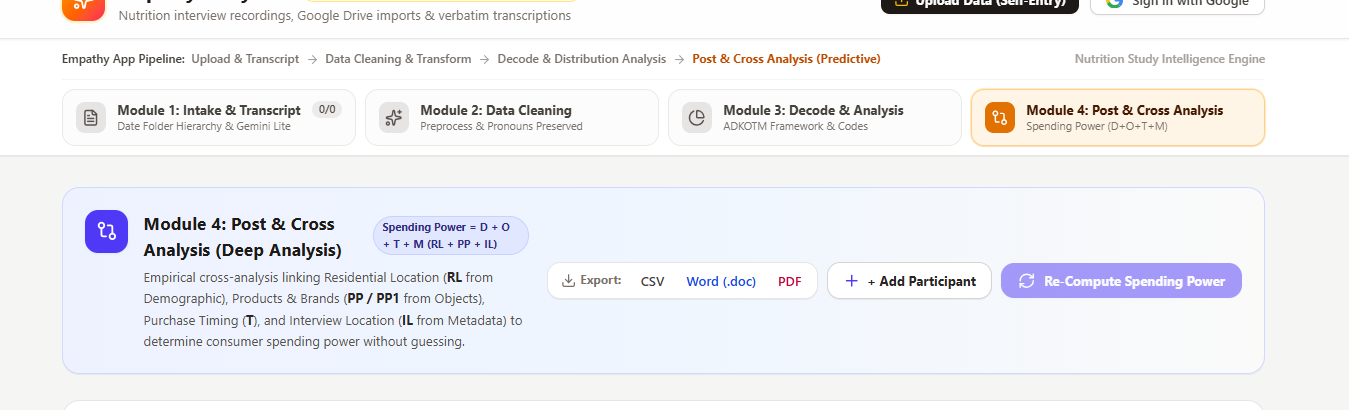 Nutrition interview recordings, Google Drive imports & verbatim transcriptions
Upload Data (Self-Entry)
Sign in with Google
Empathy App Pipeline: Upload & Transcript → Data Cleaning & Transform → Decode & Distribution Analysis → Post & Cross Analysis (Predictive)
Nutrition Study Intelligence Engine
Module 1: Intake & Transcript 0/0
Date Folder Hierarchy & Gemini Lite
Module 2: Data Cleaning
Preprocess & Pronouns Preserved
Module 3: Decode & Analysis
ADKOTM Framework & Codes
Module 4: Post & Cross Analysis
Spending Power (D+O+T+M)
Module 4: Post & Cross
Analysis (Deep Analysis)
Spending Power = D + O
+ T + M (RL + PP + IL)
Empirical cross-analysis linking Residential Location (RL from
Demographic), Products & Brands (PP / PP1 from Objects),
Purchase Timing (T), and Interview Location (IL from Metadata) to
determine consumer spending power without guessing.
Export: CSV Word (.doc) PDF
+ Add Participant
Re-Compute Spending Power